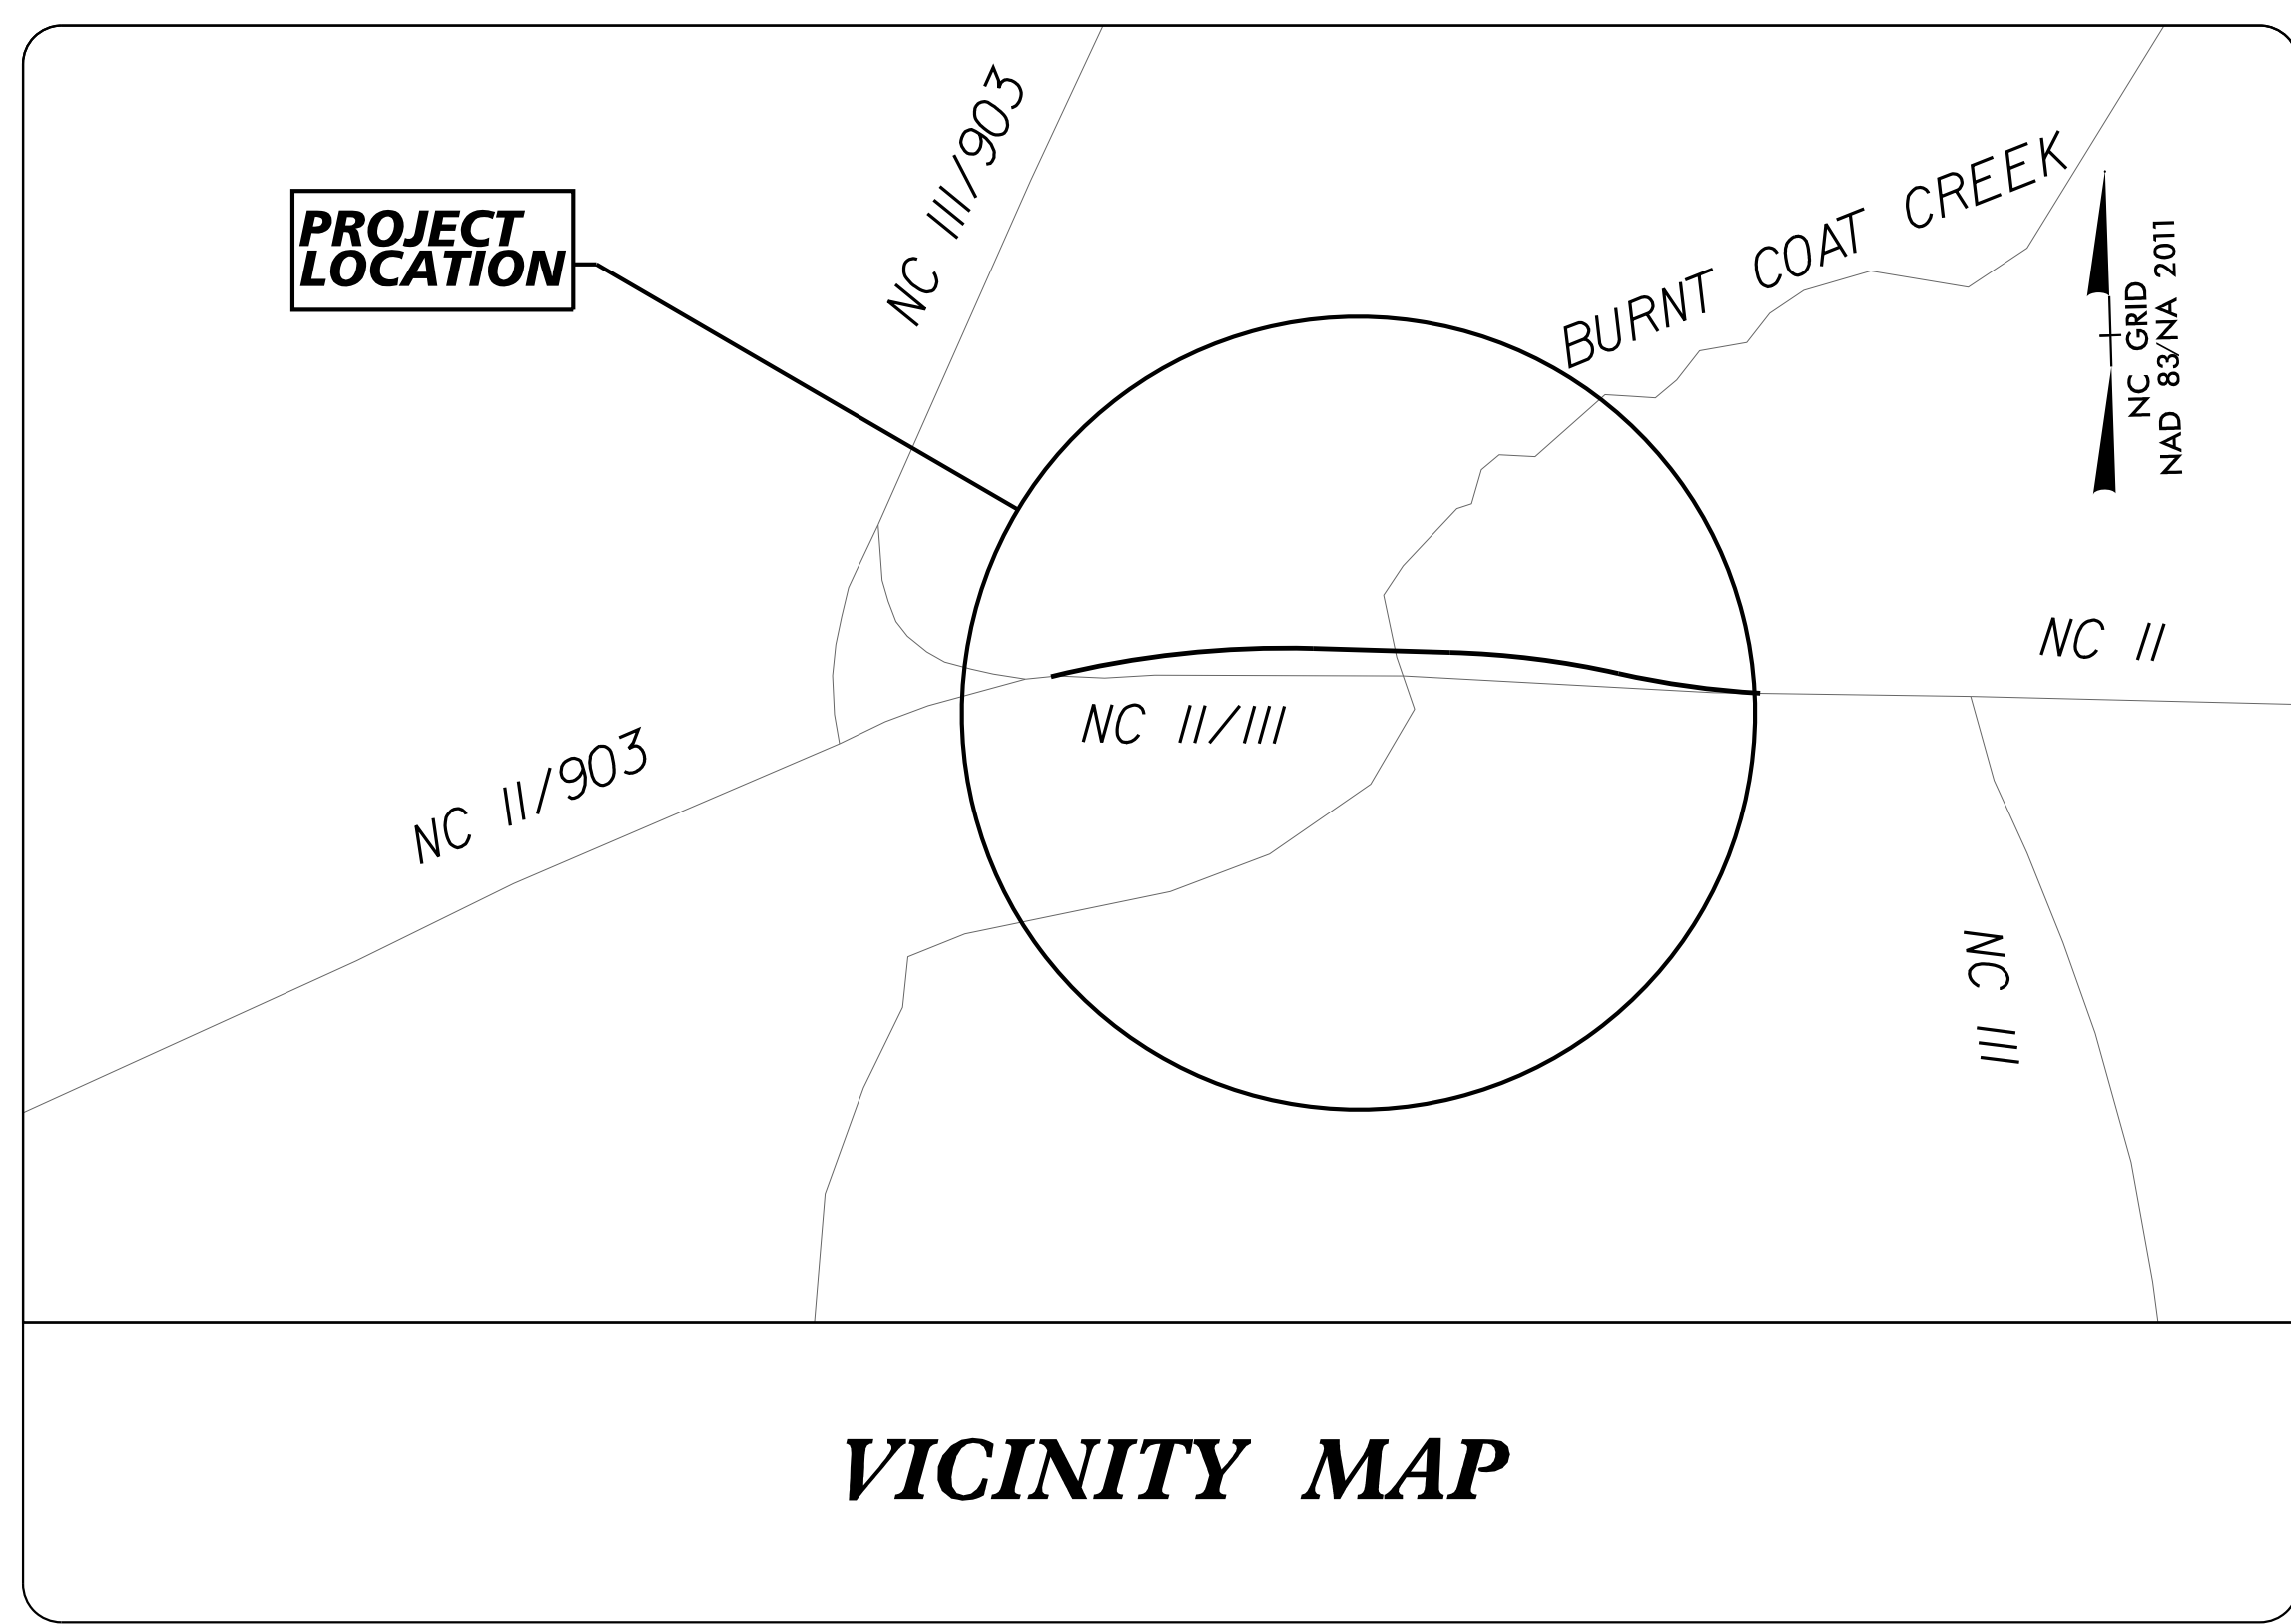 NC 111/903
PROJECT
LOCATION
BURNT COAT CREEK
NC GRID
NAD 83/NA 2011
NC 11
NC 11/111
NC 11/903
NC 111
VICINITY MAP